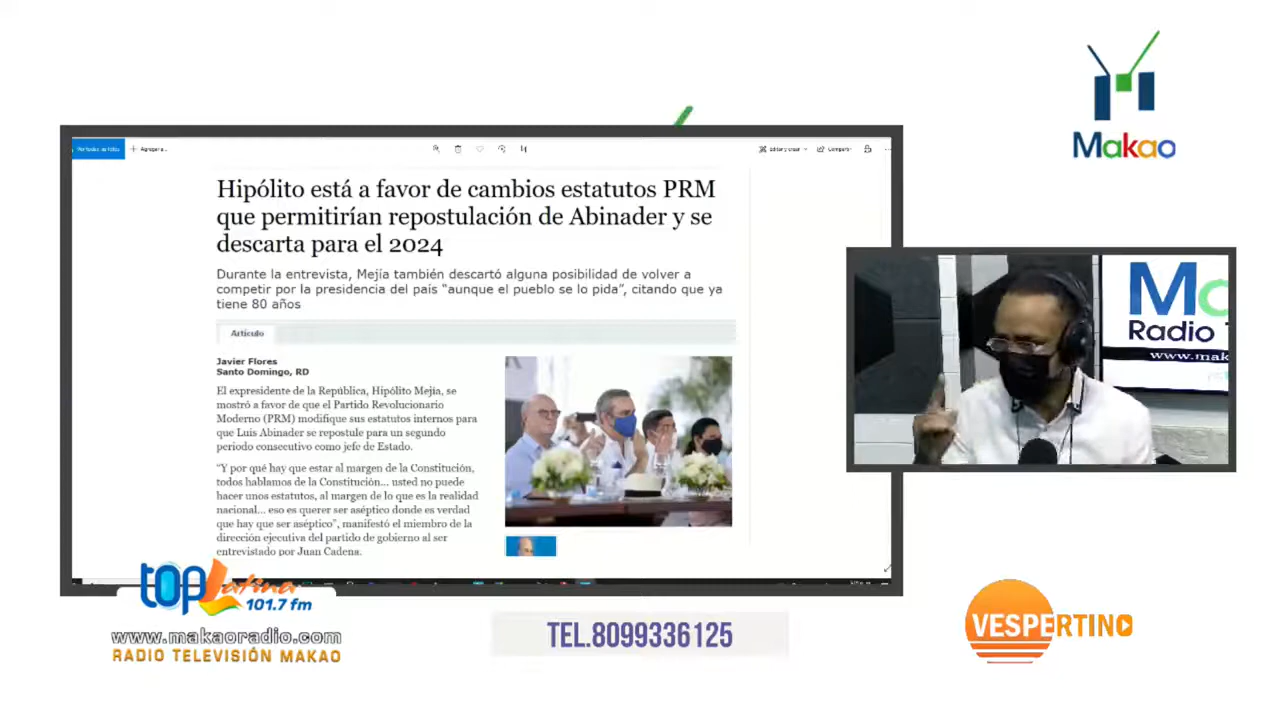 Makao
Agregar a...
Hipólito está a favor de cambios estatutos PRM
que permitirían repostulación de Abinader y se
descarta para el 2024
Durante la entrevista, Mejía también descartó alguna posibilidad de volver a
competir por la presidencia del país “aunque el pueblo se lo pida”, citando que ya
tiene 80 años
Artículo
Javier Flores
Santo Domingo, RD
El expresidente de la República, Hipólito Mejía, se
mostró a favor de que el Partido Revolucionario
Moderno (PRM) modifique sus estatutos internos para
que Luis Abinader se repostule para un segundo
periodo consecutivo como jefe de Estado.
“Y por qué hay que estar al margen de la Constitución,
todos hablamos de la Constitución... usted no puede
hacer unos estatutos, al margen de lo que es la realidad
nacional... eso es querer ser aséptico donde es verdad
que hay que ser aséptico”, manifestó el miembro de la
dirección ejecutiva del partido de gobierno al ser
entrevistado por Juan Cadena.
Radio T
www.mak
top Latina
101.7 fm
www.makaoradio.com
RADIO TELEVISIÓN MAKAO
TEL.8099336125
VESPERTINO